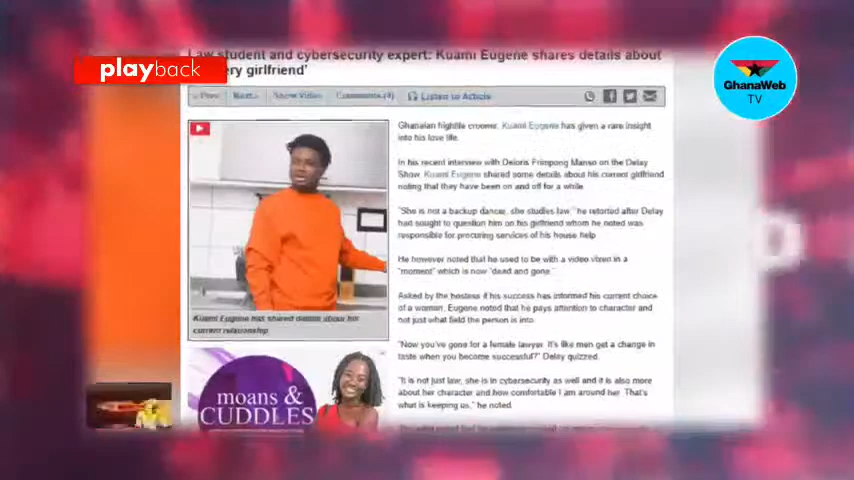 Law student and cybersecurity expert: Kuami Eugene shares details about
ery girlfriend'
playback
GhanaWeb
TV
Next
Show Video
Comments (4)
Listen to Article
Ghanaian highlife crooner, Kuami Eugene has given a rare insight
into his love life.
In his recent interview with Deloris Frimpong Manso on the Delay
Show, Kuami Eugene shared some details about his current girlfriend
noting that they have been on and off for a while
"She is not a backup dancer, she studies law," he retorted after Delay
had sought to question him on his girlfriend whom he noted was
responsible for procuring services of his house help
He however noted that he used to be with a video vixen in a
"moment" which is now "dead and gone."
Asked by the hostess if his success has informed his current choice
of a woman, Eugene noted that he pays attention to character and
not just what field the person is into.
"Now you've gone for a female lawyer. It's like men get a change in
taste when you become successful?" Delay quizzed.
"It is not just law, she is in cybersecurity as well and it is also more
about her character and how comfortable I am around her. That's
what is keeping us," he noted.
Kuami Eugene has shared details about his
current relationship
moans &
CUDDLES